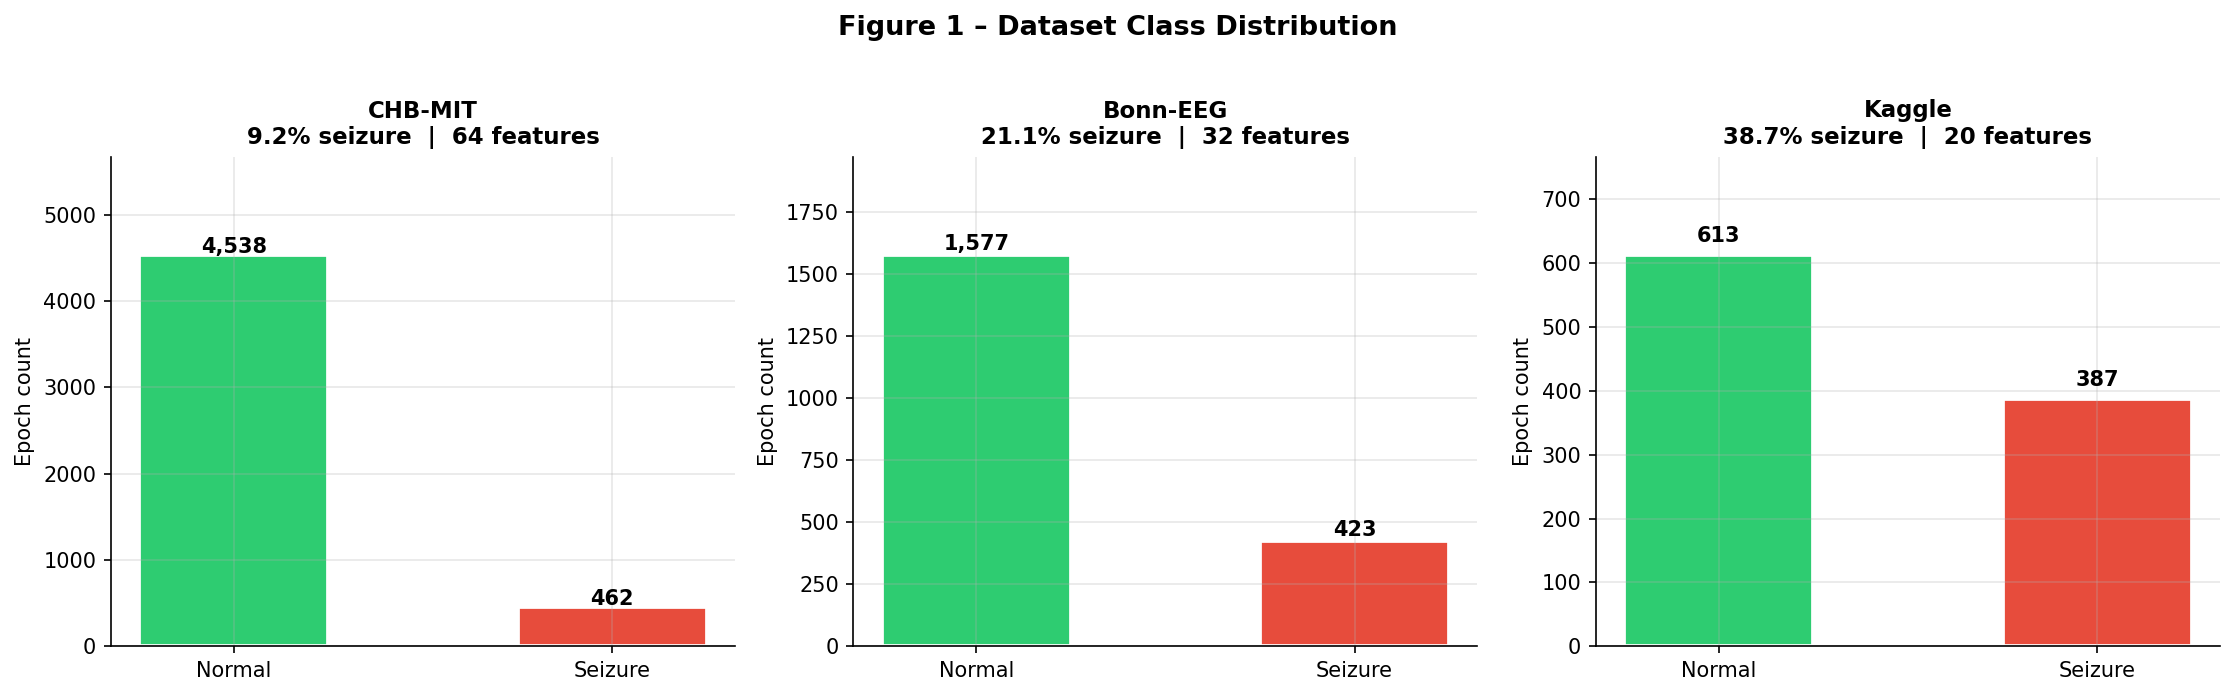 Figure 1 – Dataset Class Distribution
CHB-MIT
9.2% seizure | 64 features
5000
4000
3000
2000
1000
0
Epoch count
4,538
462
Normal
Seizure
Bonn-EEG
21.1% seizure | 32 features
1750
1500
1250
1000
750
500
250
0
Epoch count
1,577
423
Normal
Seizure
Kaggle
38.7% seizure | 20 features
700
600
500
400
300
200
100
0
Epoch count
613
387
Normal
Seizure